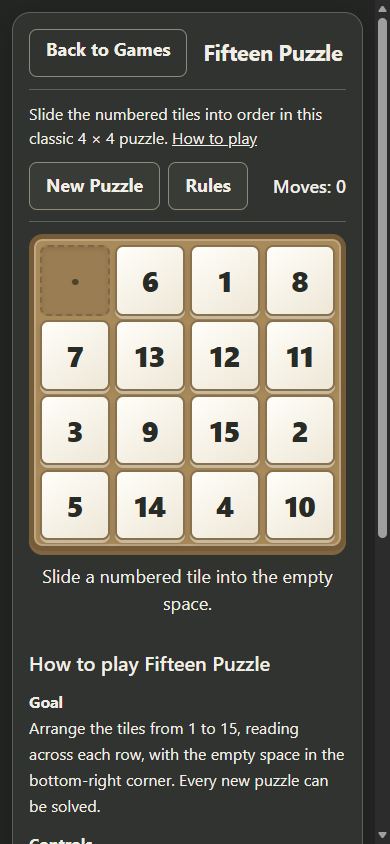 Back to Games
Fifteen Puzzle
Slide the numbered tiles into order in this
classic 4 × 4 puzzle. How to play
New Puzzle
Rules
Moves: 0
6 1 8
7 13 12 11
3 9 15 2
5 14 4 10
Slide a numbered tile into the empty
space.
How to play Fifteen Puzzle
Goal
Arrange the tiles from 1 to 15, reading
across each row, with the empty space in the
bottom-right corner. Every new puzzle can
be solved.
Controls